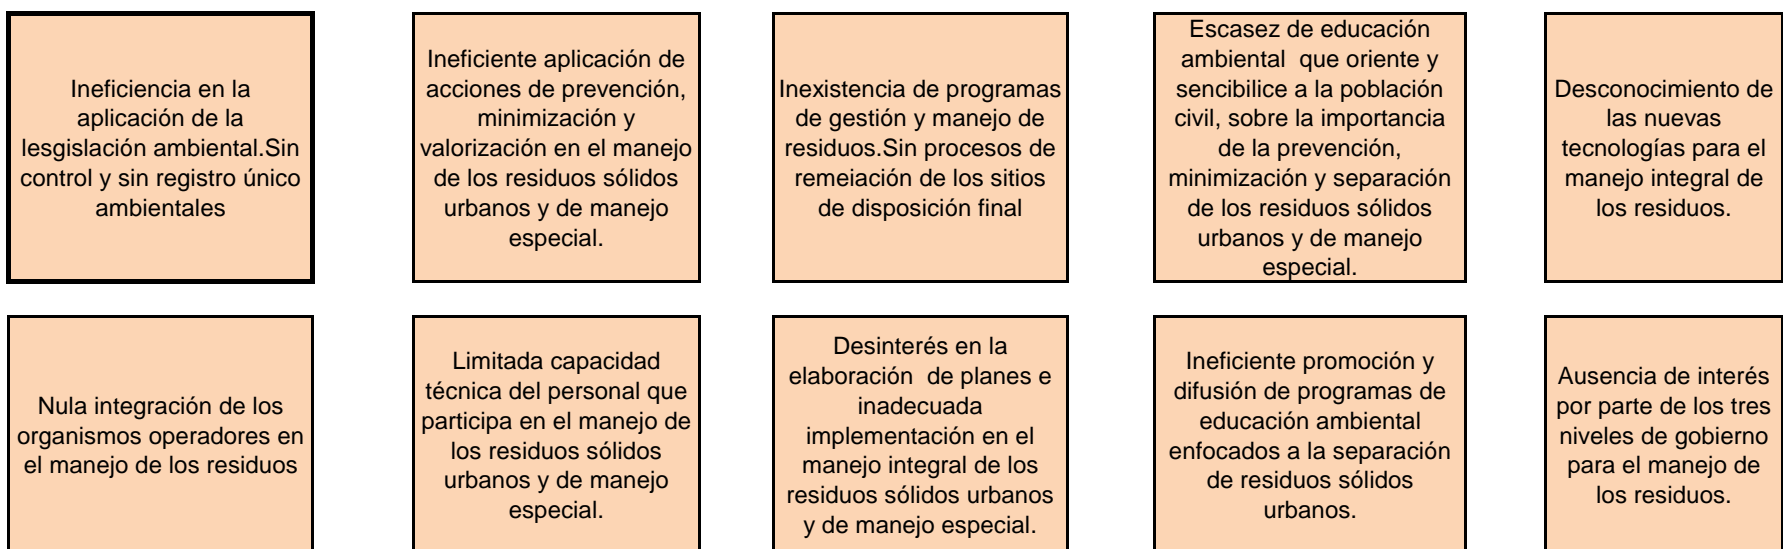 Ineficiencia en la
aplicación de la
lesgislación ambiental.Sin
control y sin registro único
ambientales
Ineficiente aplicación de
acciones de prevención,
minimización y
valorización en el manejo
de los residuos sólidos
urbanos y de manejo
especial.
Inexistencia de programas
de gestión y manejo de
residuos.Sin procesos de
remeiación de los sitios
de disposición final
Escasez de educación
ambiental  que oriente y
sencibilice a la población
civil, sobre la importancia
de la prevención,
minimización y separación
de los residuos sólidos
urbanos y de manejo
especial.
Desconocimiento de
las nuevas
tecnologías para el
manejo integral de
los residuos.
Nula integración de los
organismos operadores en
el manejo de los residuos
Limitada capacidad
técnica del personal que
participa en el manejo de
los residuos sólidos
urbanos y de manejo
especial.
Desinterés en la
elaboración  de planes e
inadecuada
implementación en el
manejo integral de los
residuos sólidos urbanos
y de manejo especial.
Ineficiente promoción y
difusión de programas de
educación ambiental
enfocados a la separación
de residuos sólidos
urbanos.
Ausencia de interés
por parte de los tres
niveles de gobierno
para el manejo de
los residuos.